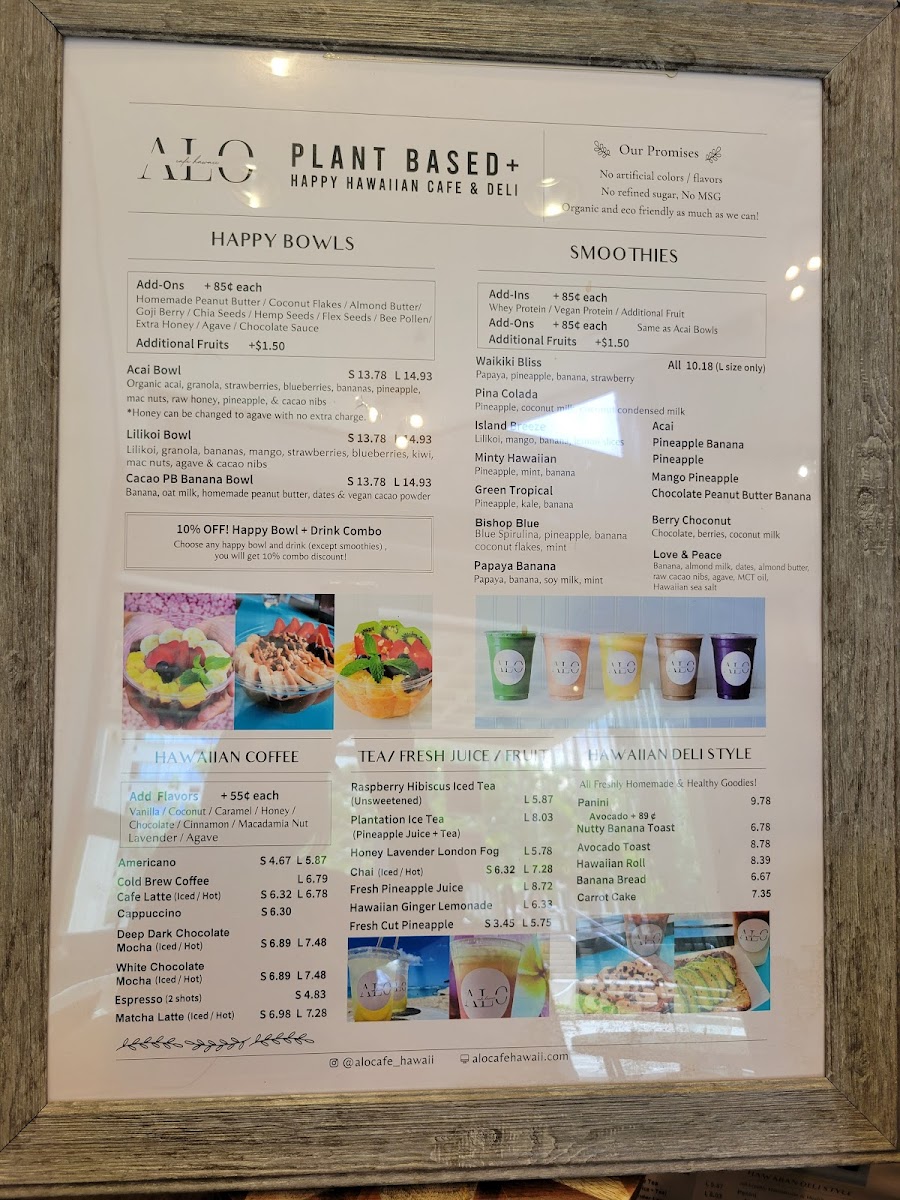 ALO
cafe hawaii
PLANT BASED+
HAPPY HAWAIIAN CAFE & DELI
Our Promises
No artificial colors / flavors
No refined sugar, No MSG
Organic and eco friendly as much as we can!
HAPPY BOWLS
Add-Ons + 85¢ each
Homemade Peanut Butter / Coconut Flakes / Almond Butter/
Goji Berry / Chia Seeds / Hemp Seeds / Flex Seeds / Bee Pollen/
Extra Honey / Agave / Chocolate Sauce
Additional Fruits +$1.50
Acai Bowl S 13.78 L 14.93
Organic acai, granola, strawberries, blueberries, bananas, pineapple,
mac nuts, raw honey, pineapple, & cacao nibs
*Honey can be changed to agave with no extra charge.
Lilikoi Bowl S 13.78 L 14.93
Lilikoi, granola, bananas, mango, strawberries, blueberries, kiwi,
mac nuts, agave & cacao nibs
Cacao PB Banana Bowl S 13.78 L 14.93
Banana, oat milk, homemade peanut butter, dates & vegan cacao powder
10% OFF! Happy Bowl + Drink Combo
Choose any happy bowl and drink (except smoothies) ,
you will get 10% combo discount!
SMOOTHIES
Add-Ins + 85¢ each
Whey Protein / Vegan Protein / Additional Fruit
Add-Ons + 85¢ each Same as Acai Bowls
Additional Fruits +$1.50
Waikiki Bliss All 10.18 (L size only)
Papaya, pineapple, banana, strawberry
Pina Colada
Pineapple, coconut milk, condensed milk
Island Breeze
Lilikoi, mango, banana,
Minty Hawaiian
Pineapple, mint, banana
Green Tropical
Pineapple, kale, banana
Bishop Blue
Blue Spirulina, pineapple, banana
coconut flakes, mint
Papaya Banana
Papaya, banana, soy milk, mint
Acai
Pineapple Banana
Pineapple
Mango Pineapple
Chocolate Peanut Butter Banana
Berry Choconut
Chocolate, berries, coconut milk
Love & Peace
Banana, almond milk, dates, almond butter,
raw cacao nibs, agave, MCT oil,
Hawaiian sea salt
ALO ALO ALO ALO ALO
HAWAIIAN COFFEE
Add Flavors + 55¢ each
Vanilla / Coconut / Caramel / Honey /
Chocolate / Cinnamon / Macadamia Nut
Lavender / Agave
Americano S 4.67 L 5.87
Cold Brew Coffee L 6.79
Cafe Latte (Iced / Hot) S 6.32 L 6.78
Cappuccino S 6.30
Deep Dark Chocolate
Mocha (Iced / Hot) S 6.89 L 7.48
White Chocolate
Mocha (Iced / Hot) S 6.89 L 7.48
Espresso (2 shots) S 4.83
Matcha Latte (Iced / Hot) S 6.98 L 7.28
TEA/ FRESH JUICE / FRUIT
Raspberry Hibiscus Iced Tea
(Unsweetened) L 5.87
Plantation Ice Tea L 8.03
(Pineapple Juice + Tea)
Honey Lavender London Fog L 5.78
Chai (Iced / Hot) S 6.32 L 7.28
Fresh Pineapple Juice L 8.72
Hawaiian Ginger Lemonade L 6.33
Fresh Cut Pineapple S 3.45 L 5.75
ALO ALO
HAWAIIAN DELI STYLE
All Freshly Homemade & Healthy Goodies!
Panini 9.78
Avocado + 89 ¢
Nutty Banana Toast 6.78
Avocado Toast 8.78
Hawaiian Roll 8.39
Banana Bread 6.67
Carrot Cake 7.35
ALO ALO
@alocafe_hawaii alocafehawaii.com